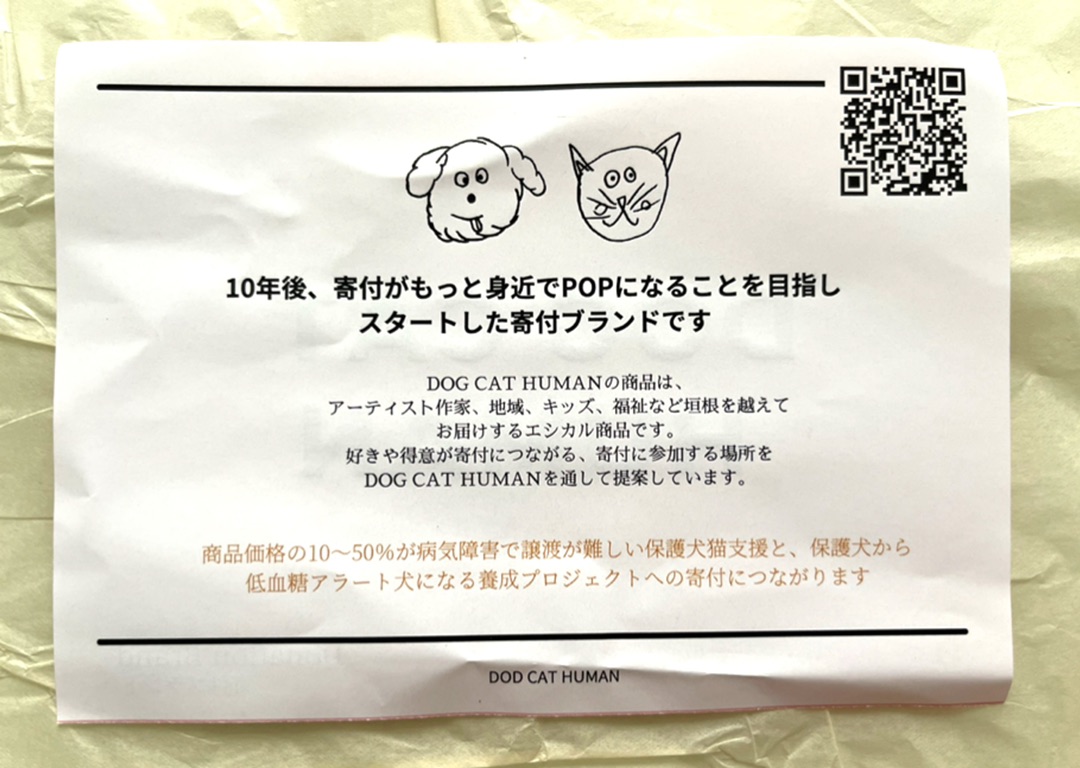 10年後、寄付がもっと身近でPOPになることを目指し
スタートした寄付ブランドです
DOG CAT HUMANの商品は、
アーティスト作家、地域、キッズ、福祉など垣根を越えて
お届けするエシカル商品です。
好きや得意が寄付につながる、寄付に参加する場所を
DOG CAT HUMANを通して提案しています。
商品価格の10〜50%が病気障害で譲渡が難しい保護犬猫支援と、保護犬から
低血糖アラート犬になる養成プロジェクトへの寄付につながります
DOD CAT HUMAN